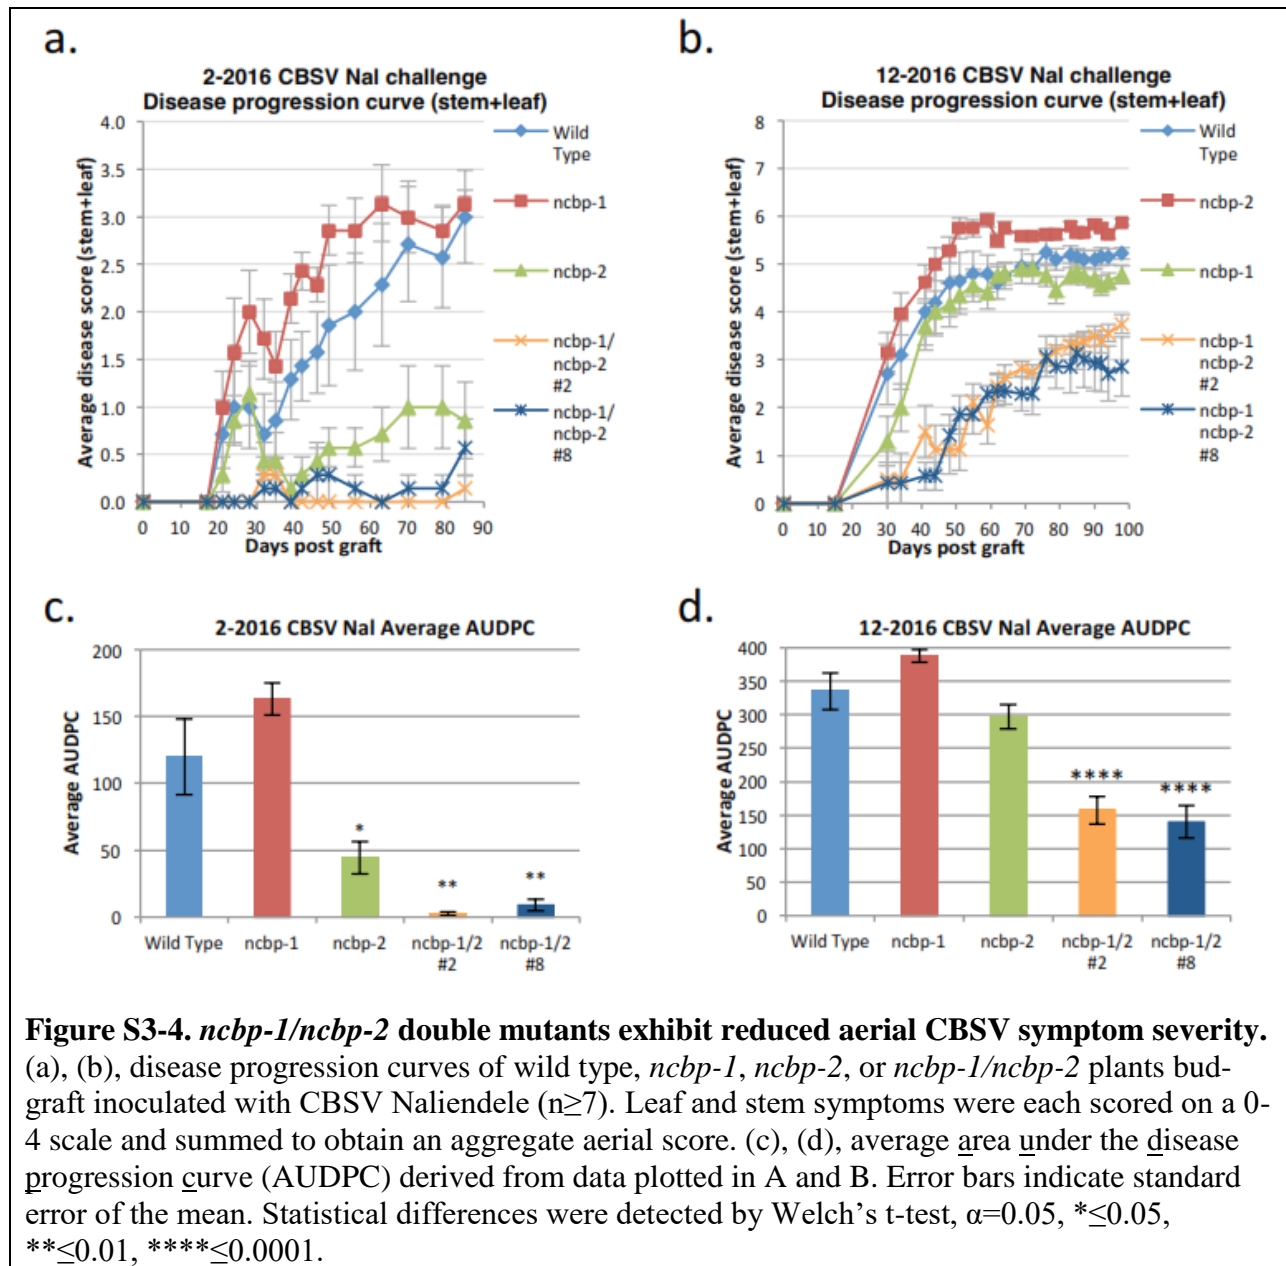 a.
2-2016 CBSV Nal challenge
Disease progression curve (stem+leaf)
Average disease score (stem+leaf)
4.0
3.5
3.0
2.5
2.0
1.5
1.0
0.5
0.0
0 10 20 30 40 50 60 70 80 90
Days post graft
Wild
Type
ncbp-1
ncbp-2
ncbp-1/
ncbp-2
#2
ncbp-1/
ncbp-2
#8
b.
12-2016 CBSV Nal challenge
Disease progression curve (stem+leaf)
Average disease score (stem+leaf)
8
7
6
5
4
3
2
1
0
0 10 20 30 40 50 60 70 80 90 100
Days post graft
Wild
Type
ncbp-2
ncbp-1
ncbp-1
ncbp-2
#2
ncbp-1
ncbp-2
#8
c.
2-2016 CBSV Nal Average AUDPC
Average AUDPC
200
150
100
50
0
*
**
**
Wild Type ncbp-1 ncbp-2 ncbp-1/2 ncbp-1/2
#2 #8
d.
12-2016 CBSV Nal Average AUDPC
Average AUDPC
400
350
300
250
200
150
100
50
0
****
****
Wild Type ncbp-1 ncbp-2 ncbp-1/2 ncbp-1/2
#2 #8
Figure S3-4. ncbp-1/ncbp-2 double mutants exhibit reduced aerial CBSV symptom severity.
(a), (b), disease progression curves of wild type, ncbp-1, ncbp-2, or ncbp-1/ncbp-2 plants bud-
graft inoculated with CBSV Naliendele (n≥7). Leaf and stem symptoms were each scored on a 0-
4 scale and summed to obtain an aggregate aerial score. (c), (d), average area under the disease
progression curve (AUDPC) derived from data plotted in A and B. Error bars indicate standard
error of the mean. Statistical differences were detected by Welch's t-test, α=0.05, *≤0.05,
**≤0.01, ****≤0.0001.